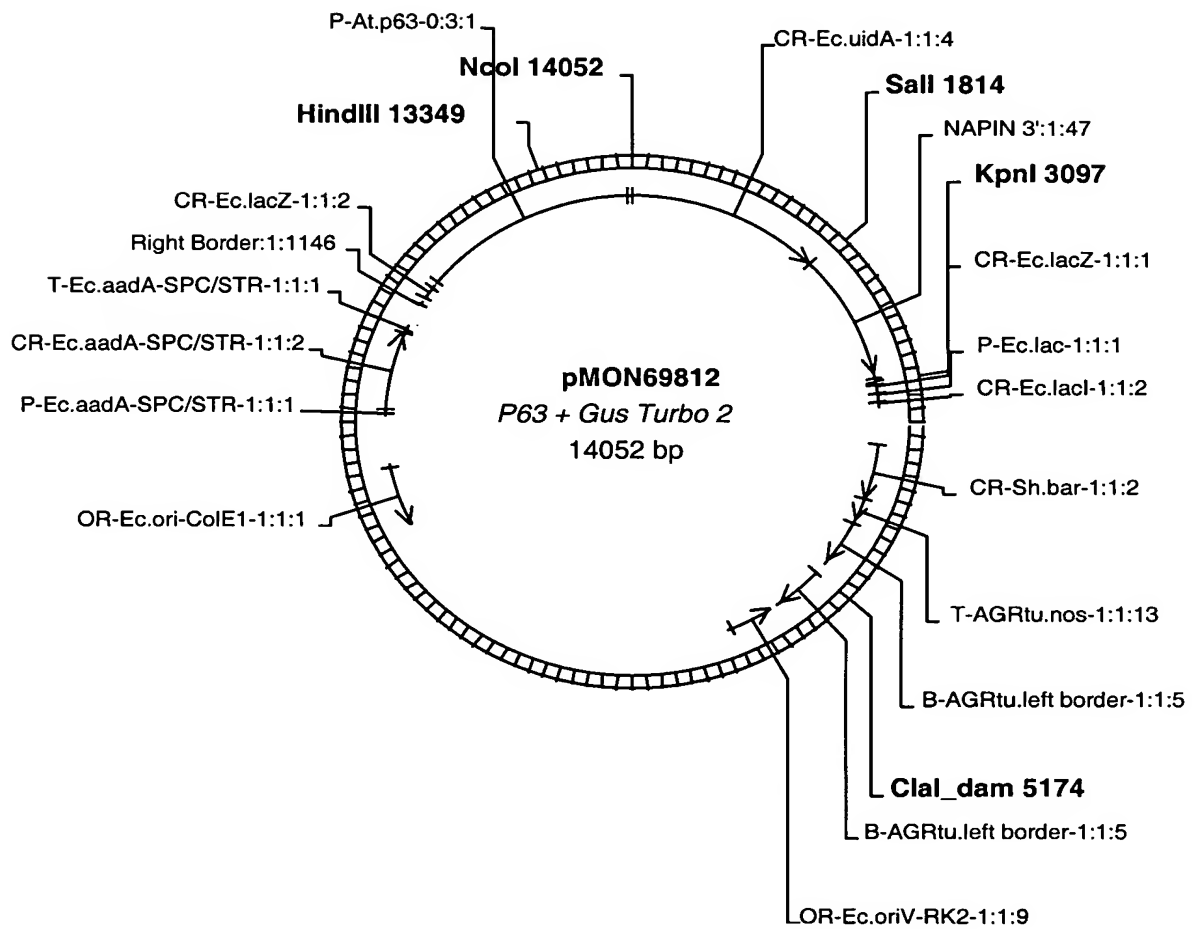 P-At.p63-0:3:1
CR-Ec.uidA-1:1:4
NcoI 14052
SalI 1814
HindIII 13349
NAPIN 3':1:47
KpnI 3097
CR-Ec.lacZ-1:1:2
Right Border:1:1146
CR-Ec.lacZ-1:1:1
T-Ec.aadA-SPC/STR-1:1:1
CR-Ec.aadA-SPC/STR-1:1:2
P-Ec.lac-1:1:1
pMON69812
CR-Ec.lacI-1:1:2
P-Ec.aadA-SPC/STR-1:1:1
P63 + Gus Turbo 2
14052 bp
CR-Sh.bar-1:1:2
OR-Ec.ori-ColE1-1:1:1
T-AGRtu.nos-1:1:13
B-AGRtu.left border-1:1:5
ClaI_dam 5174
B-AGRtu.left border-1:1:5
OR-Ec.oriV-RK2-1:1:9